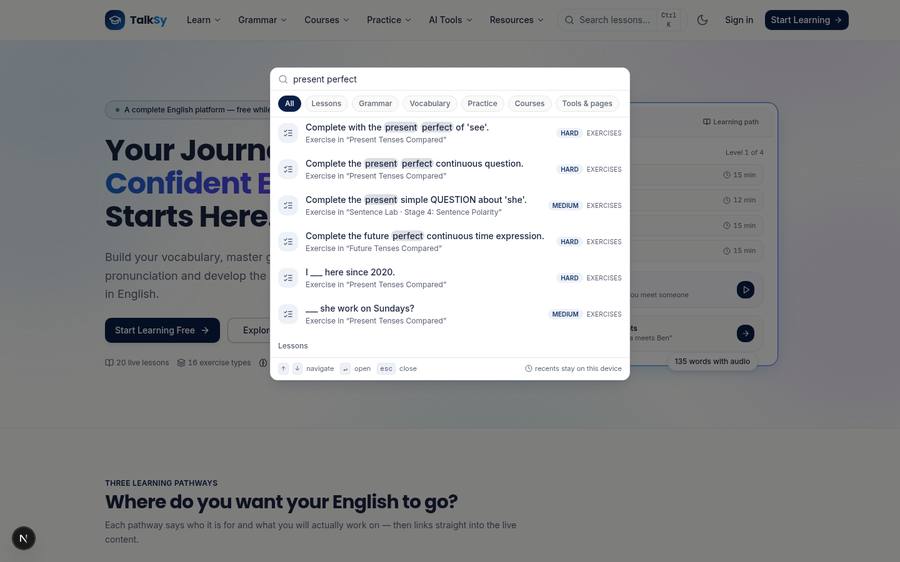 TalkSy
Learn
Grammar
Courses
Practice
AI Tools
Resources
Search lessons...
Ctrl
K
Sign in
Start Learning
present perfect
All
Lessons
Grammar
Vocabulary
Practice
Courses
Tools & pages
Complete with the present perfect of 'see'.
Exercise in "Present Tenses Compared"
HARD EXERCISES
Complete the present perfect continuous question.
Exercise in "Present Tenses Compared"
HARD EXERCISES
Complete the present simple QUESTION about 'she'.
Exercise in "Sentence Lab · Stage 4: Sentence Polarity"
MEDIUM EXERCISES
Complete the future perfect continuous time expression.
Exercise in "Future Tenses Compared"
HARD EXERCISES
I ___ here since 2020.
Exercise in "Present Tenses Compared"
HARD EXERCISES
___ she work on Sundays?
Exercise in "Present Tenses Compared"
MEDIUM EXERCISES
Lessons
↑ ↓ navigate ↵ open esc close
recents stay on this device
A complete English platform — free while
Your Journ
Confident E
Starts Here.
Build your vocabulary, master g
pronunciation and develop the
in English.
Start Learning Free
Explor
20 live lessons
16 exercise types
Learning path
Level 1 of 4
15 min
12 min
15 min
15 min
ou meet someone
ts
a meets Ben"
135 words with audio
THREE LEARNING PATHWAYS
Where do you want your English to go?
Each pathway says who it is for and what you will actually work on — then links straight into the live
content.
N